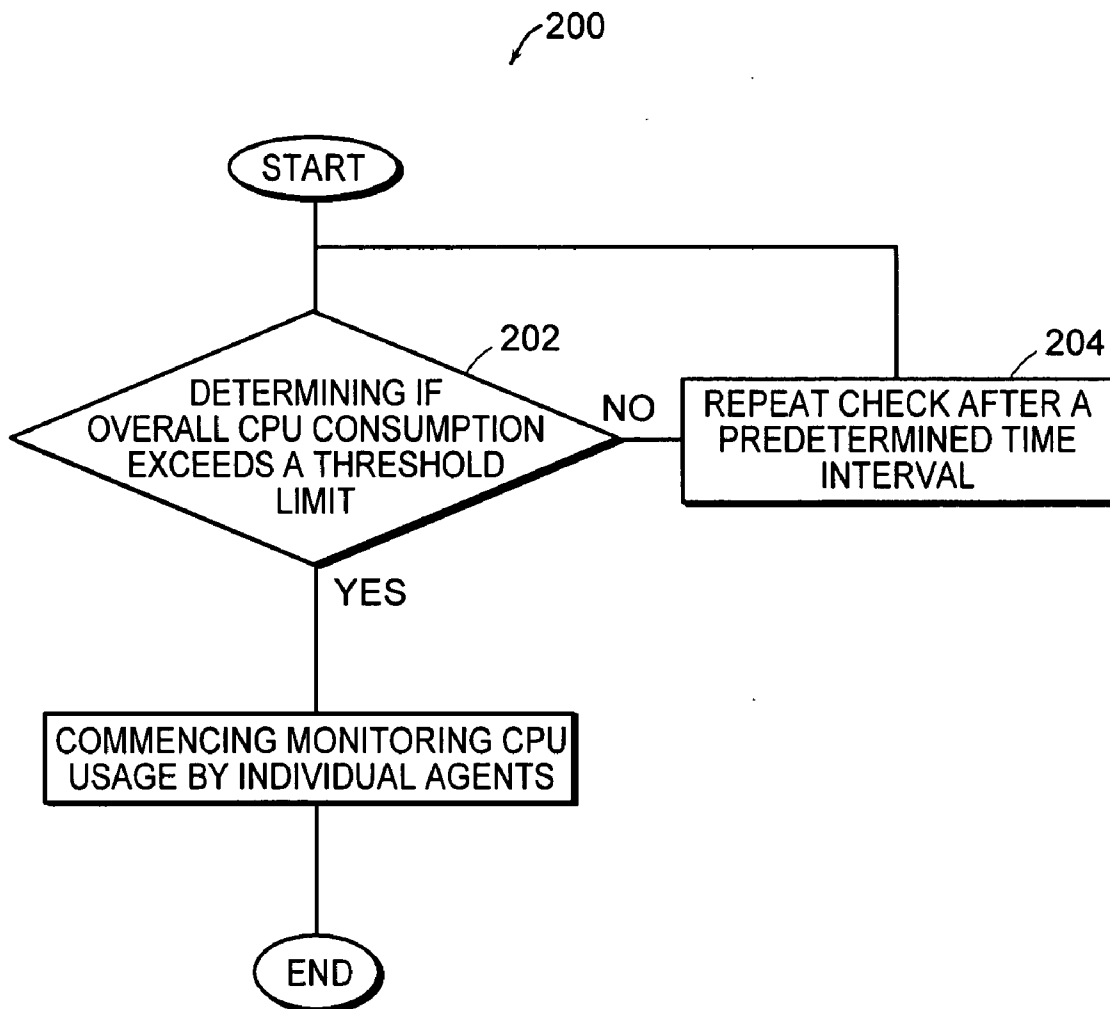 200
START
202
DETERMINING IF
OVERALL CPU CONSUMPTION
EXCEEDS A THRESHOLD
LIMIT
NO
204
REPEAT CHECK AFTER A
PREDETERMINED TIME
INTERVAL
YES
COMMENCING MONITORING CPU
USAGE BY INDIVIDUAL AGENTS
END